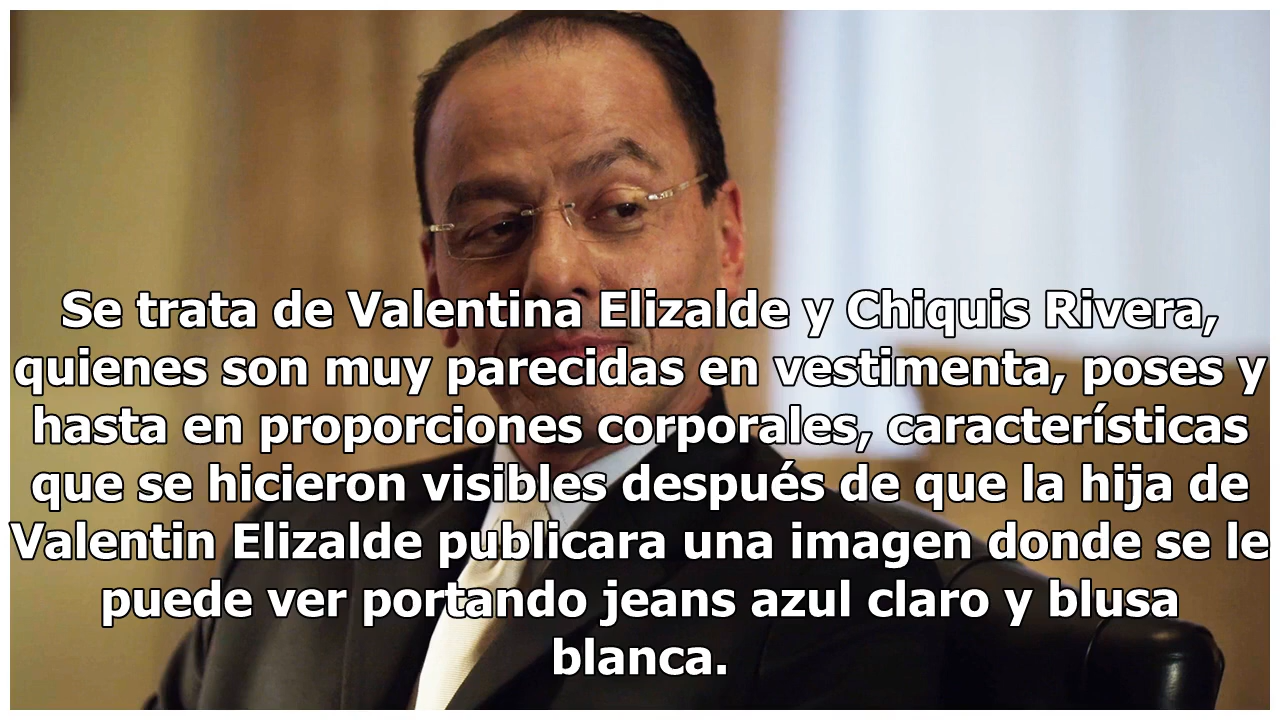 Se trata de Valentina Elizalde y Chiquis Rivera,
quienes son muy parecidas en vestimenta, poses y
hasta en proporciones corporales, características
que se hicieron visibles después de que la hija de
Valentin Elizalde publicara una imagen donde se le
puede ver portando jeans azul claro y blusa
blanca.